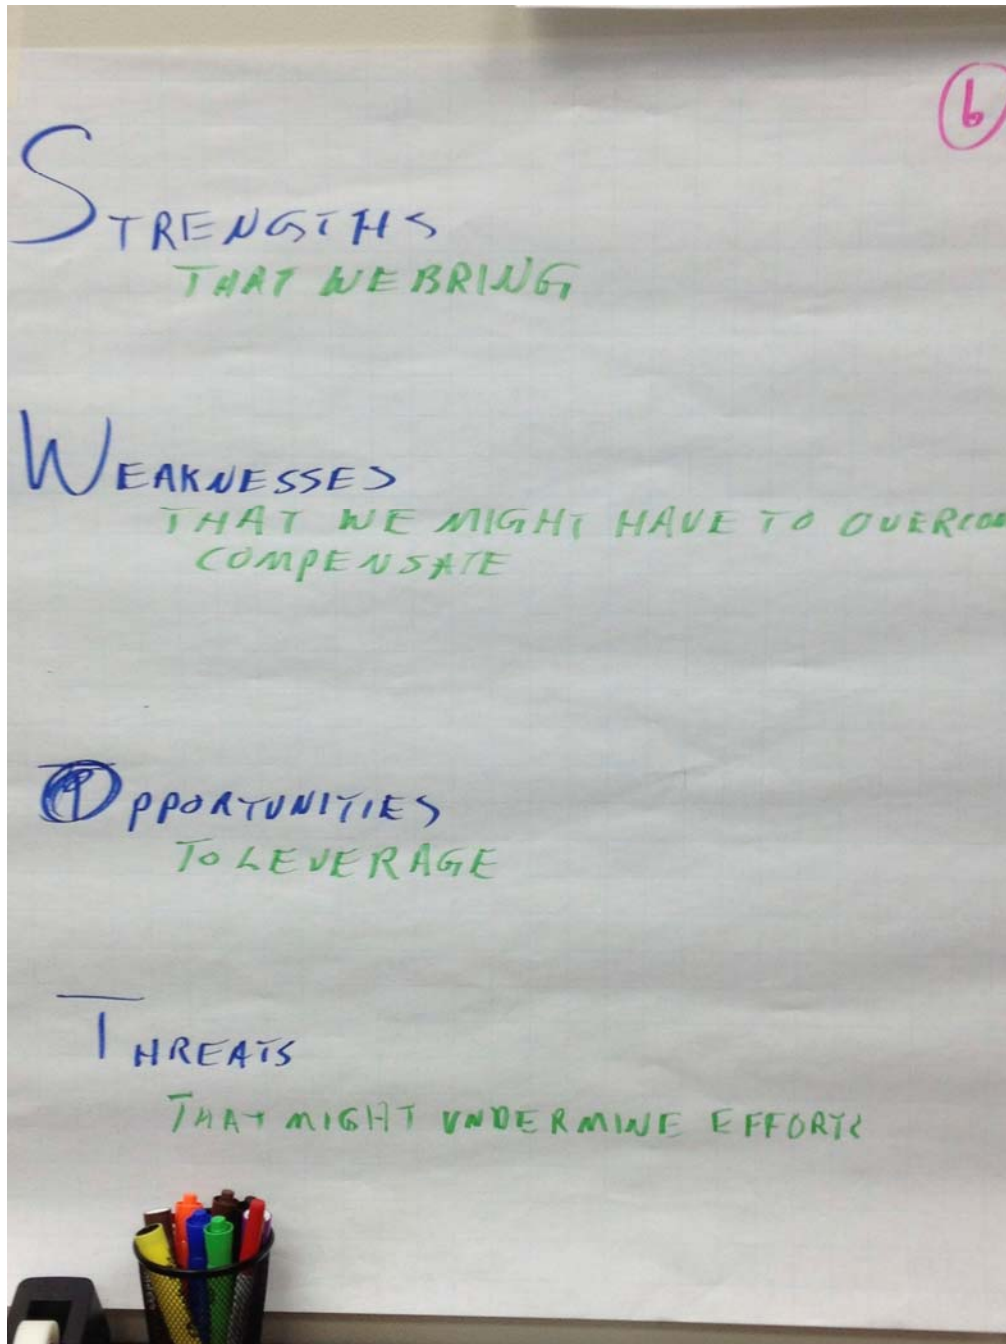 6
STRENGTHS
THAT WE BRING
WEAKNESSES
THAT WE MIGHT HAVE TO
COMPENSATE
OPPORTUNITIES
TO LEVERAGE
THREATS
THAT MIGHT UNDERMINE EFFORTS